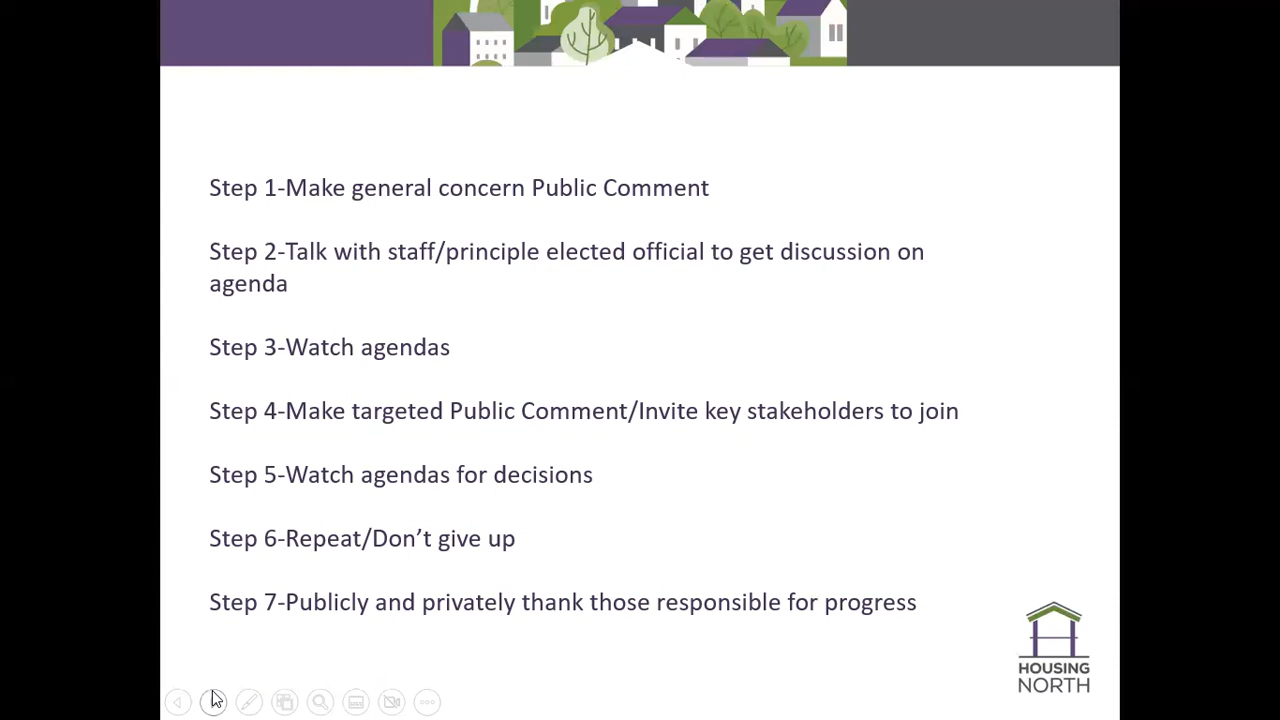 Step 1-Make general concern Public Comment
Step 2-Talk with staff/principle elected official to get discussion on
agenda
Step 3-Watch agendas
Step 4-Make targeted Public Comment/Invite key stakeholders to join
Step 5-Watch agendas for decisions
Step 6-Repeat/Don’t give up
Step 7-Publicly and privately thank those responsible for progress
HOUSING
NORTH